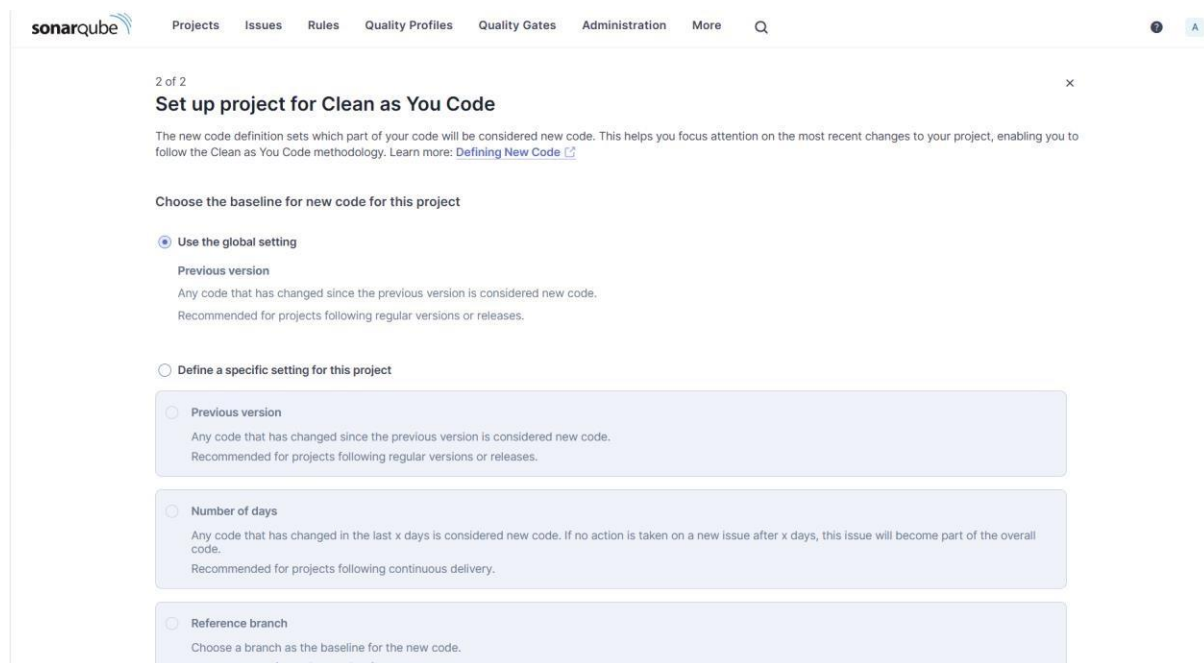 sonarqube Projects Issues Rules Quality Profiles Quality Gates Administration More ? A
2 of 2
Set up project for Clean as You Code
The new code definition sets which part of your code will be considered new code. This helps you focus attention on the most recent changes to your project, enabling you to
follow the Clean as You Code methodology. Learn more: Defining New Code
Choose the baseline for new code for this project
Use the global setting
Previous version
Any code that has changed since the previous version is considered new code.
Recommended for projects following regular versions or releases.
Define a specific setting for this project
Previous version
Any code that has changed since the previous version is considered new code.
Recommended for projects following regular versions or releases.
Number of days
Any code that has changed in the last x days is considered new code. If no action is taken on a new issue after x days, this issue will become part of the overall
code.
Recommended for projects following continuous delivery.
Reference branch
Choose a branch as the baseline for the new code.